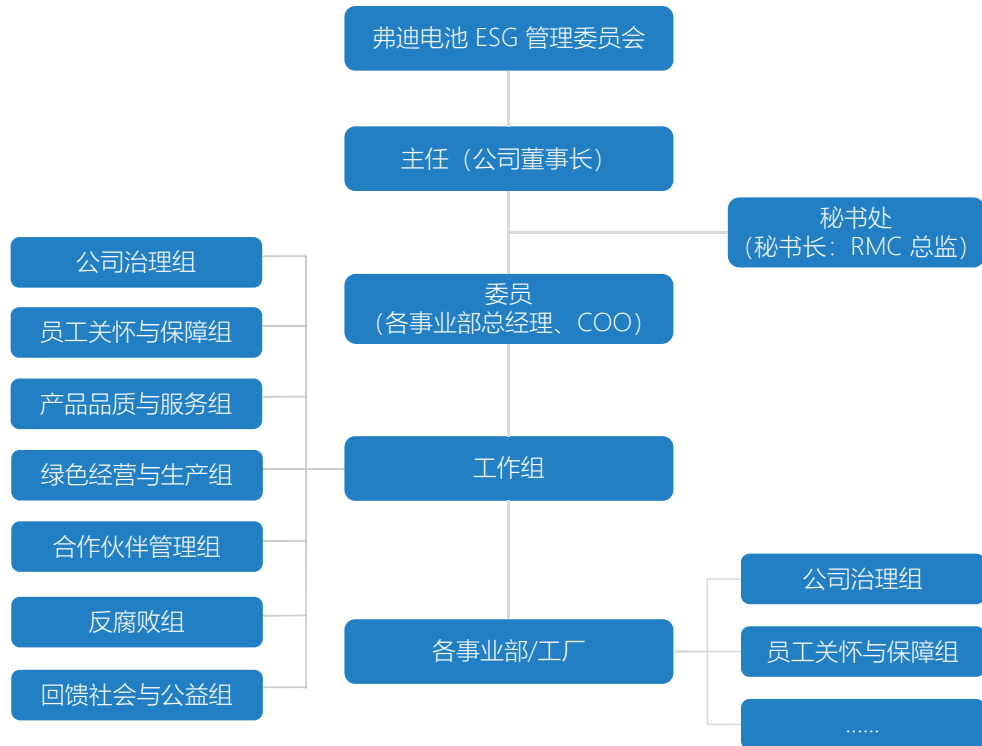 弗迪电池 ESG 管理委员会
主任（公司董事长）
秘书处
（秘书长：RMC 总监）
委员
（各事业部总经理、COO）
工作组
公司治理组
员工关怀与保障组
产品品质与服务组
绿色经营与生产组
合作伙伴管理组
反腐败组
回馈社会与公益组
各事业部/工厂
公司治理组
员工关怀与保障组
......